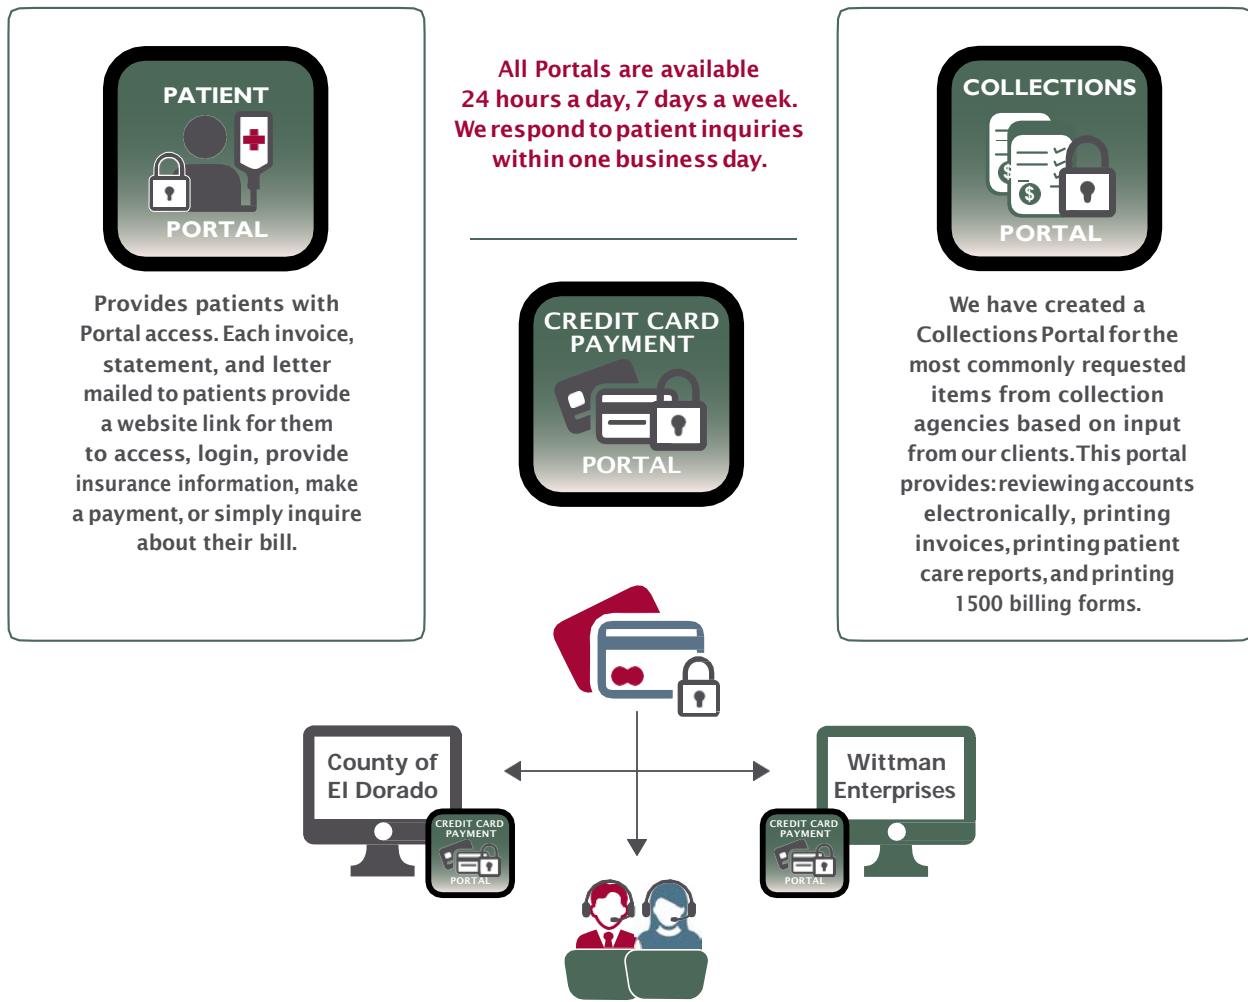 PATIENT
PORTAL
Provides patients with
Portal access. Each invoice,
statement, and letter
mailed to patients provide
a website link for them
to access, login, provide
insurance information, make
a payment, or simply inquire
about their bill.
All Portals are available
24 hours a day, 7 days a week.
We respond to patient inquiries
within one business day.
CREDIT CARD
PAYMENT
PORTAL
COLLECTIONS
$
$
PORTAL
We have created a
Collections Portal for the
most commonly requested
items from collection
agencies based on input
from our clients. This portal
provides: reviewing accounts
electronically, printing
invoices, printing patient
care reports, and printing
1500 billing forms.
County of
El Dorado
CREDIT CARD
PAYMENT
PORTAL
Wittman
Enterprises
CREDIT CARD
PAYMENT
PORTAL